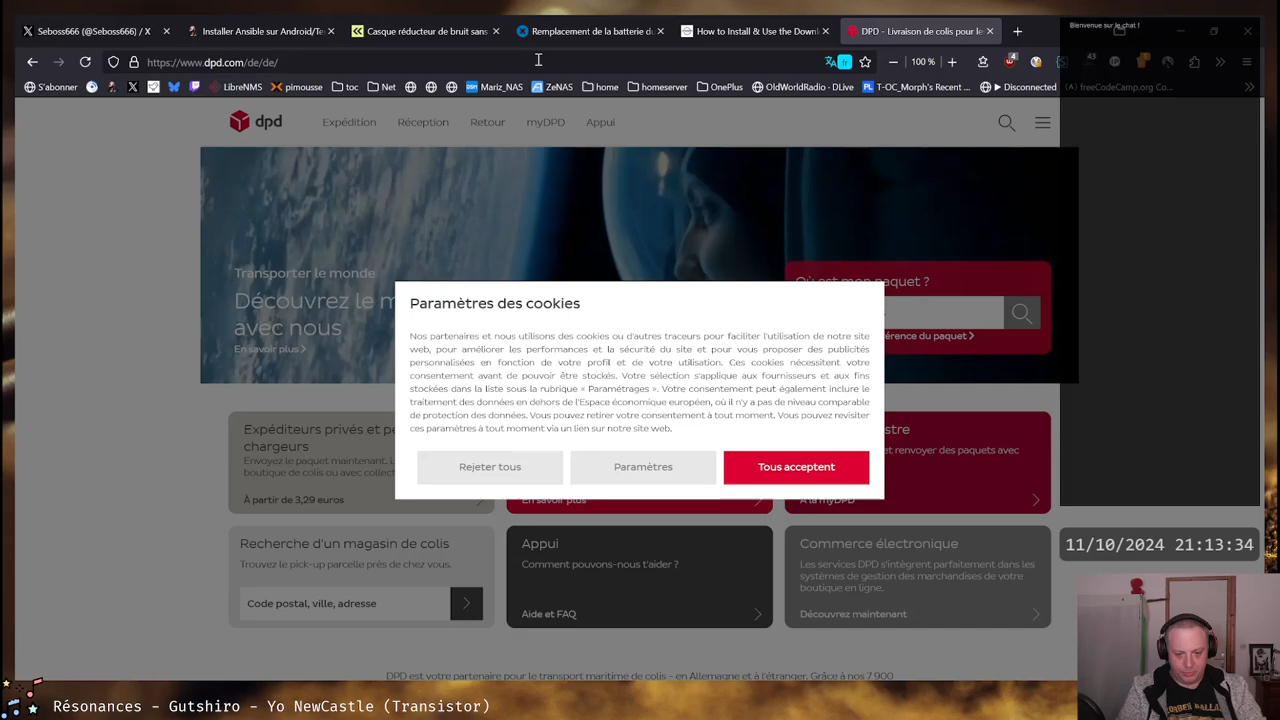 Seboss666 (@Seboss666) / X
Installer Ansible sur Android/Te
Casque réducteur de bruit sans
Remplacement de la batterie du
How to Install & Use the Down
DPD - Livraison de colis pour le
Bienvenue sur le chat !
https://www.dpd.com/de/de/
fr
100 %
4
43
1
S'abonner
LibreNMS
pimousse
toc
Net
Mariz_NAS
ZeNAS
home
homeserver
OnePlus
OldWorldRadio - DLive
T-OC_Morph's Recent ...
Disconnected
(Λ) freeCodeCamp.org Co...
dpd
Expédition
Réception
Retour
myDPD
Appui
Transporter le monde
Découvrez le m
avec nous
En savoir plus
Où est mon paquet ?
érence du paquet
Paramètres des cookies
Nos partenaires et nous utilisons des cookies ou d'autres traceurs pour faciliter l'utilisation de notre site
web, pour améliorer les performances et la sécurité du site et pour vous proposer des publicités
personnalisées en fonction de votre profil et de votre utilisation. Ces cookies nécessitent votre
consentement avant de pouvoir être stockés. Votre sélection s'applique aux fournisseurs et aux fins
stockées dans la liste sous la rubrique « Paramétrages ». Votre consentement peut également inclure le
traitement des données en dehors de l'Espace économique européen, où il n'y a pas de niveau comparable
de protection des données. Vous pouvez retirer votre consentement à tout moment. Vous pouvez revisiter
ces paramètres à tout moment via un lien sur notre site web.
Rejeter tous
Paramètres
Tous acceptent
Expéditeurs privés et pe
chargeurs
Envoyez le paquet maintenant. L
boutique de colis ou avec collect
À partir de 3,29 euros
En savoir plus
stre
et renvoyer des paquets avec
À la myDPD
Recherche d'un magasin de
colis
Trouvez le pick-up parcelle près de chez vous.
Code postal, ville, adresse
Appui
Comment pouvons-nous t'aider ?
Aide et FAQ
Commerce électronique
Les services DPD s'intègrent parfaitement dans les
systèmes de gestion des marchandises de votre
boutique en ligne.
Découvrez maintenant
11/10/2024 21:13:34
DPD est votre partenaire pour le transport maritime de colis – en Allemagne et à l'étranger. Grâce à nos 7 900
Résonances - Gutshiro - Yo NewCastle (Transistor)